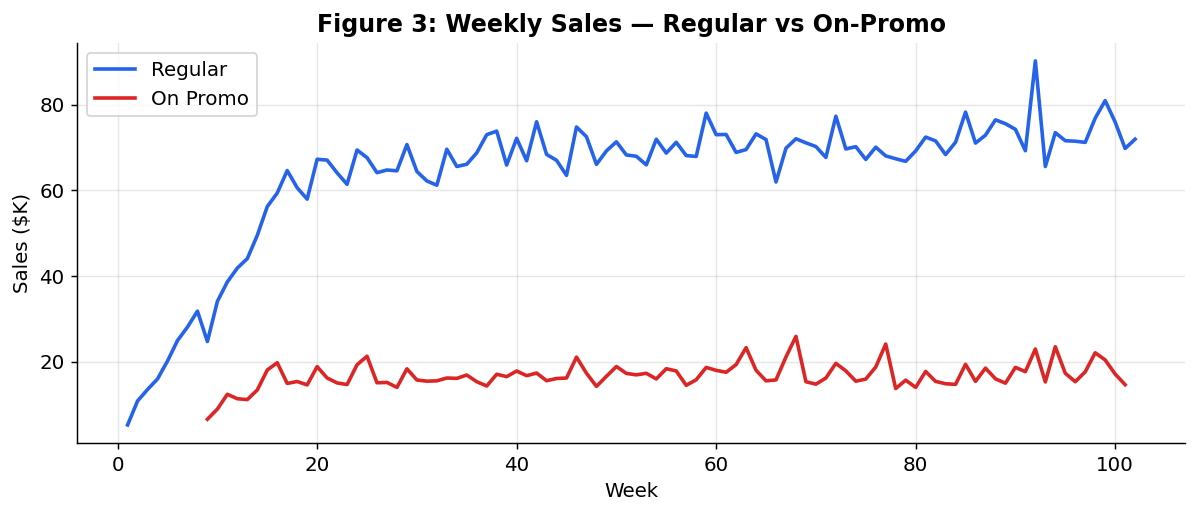 Figure 3: Weekly Sales — Regular vs On-Promo
Regular
On Promo
Sales ($K)
80
60
40
20
0 20 40 60 80 100
Week